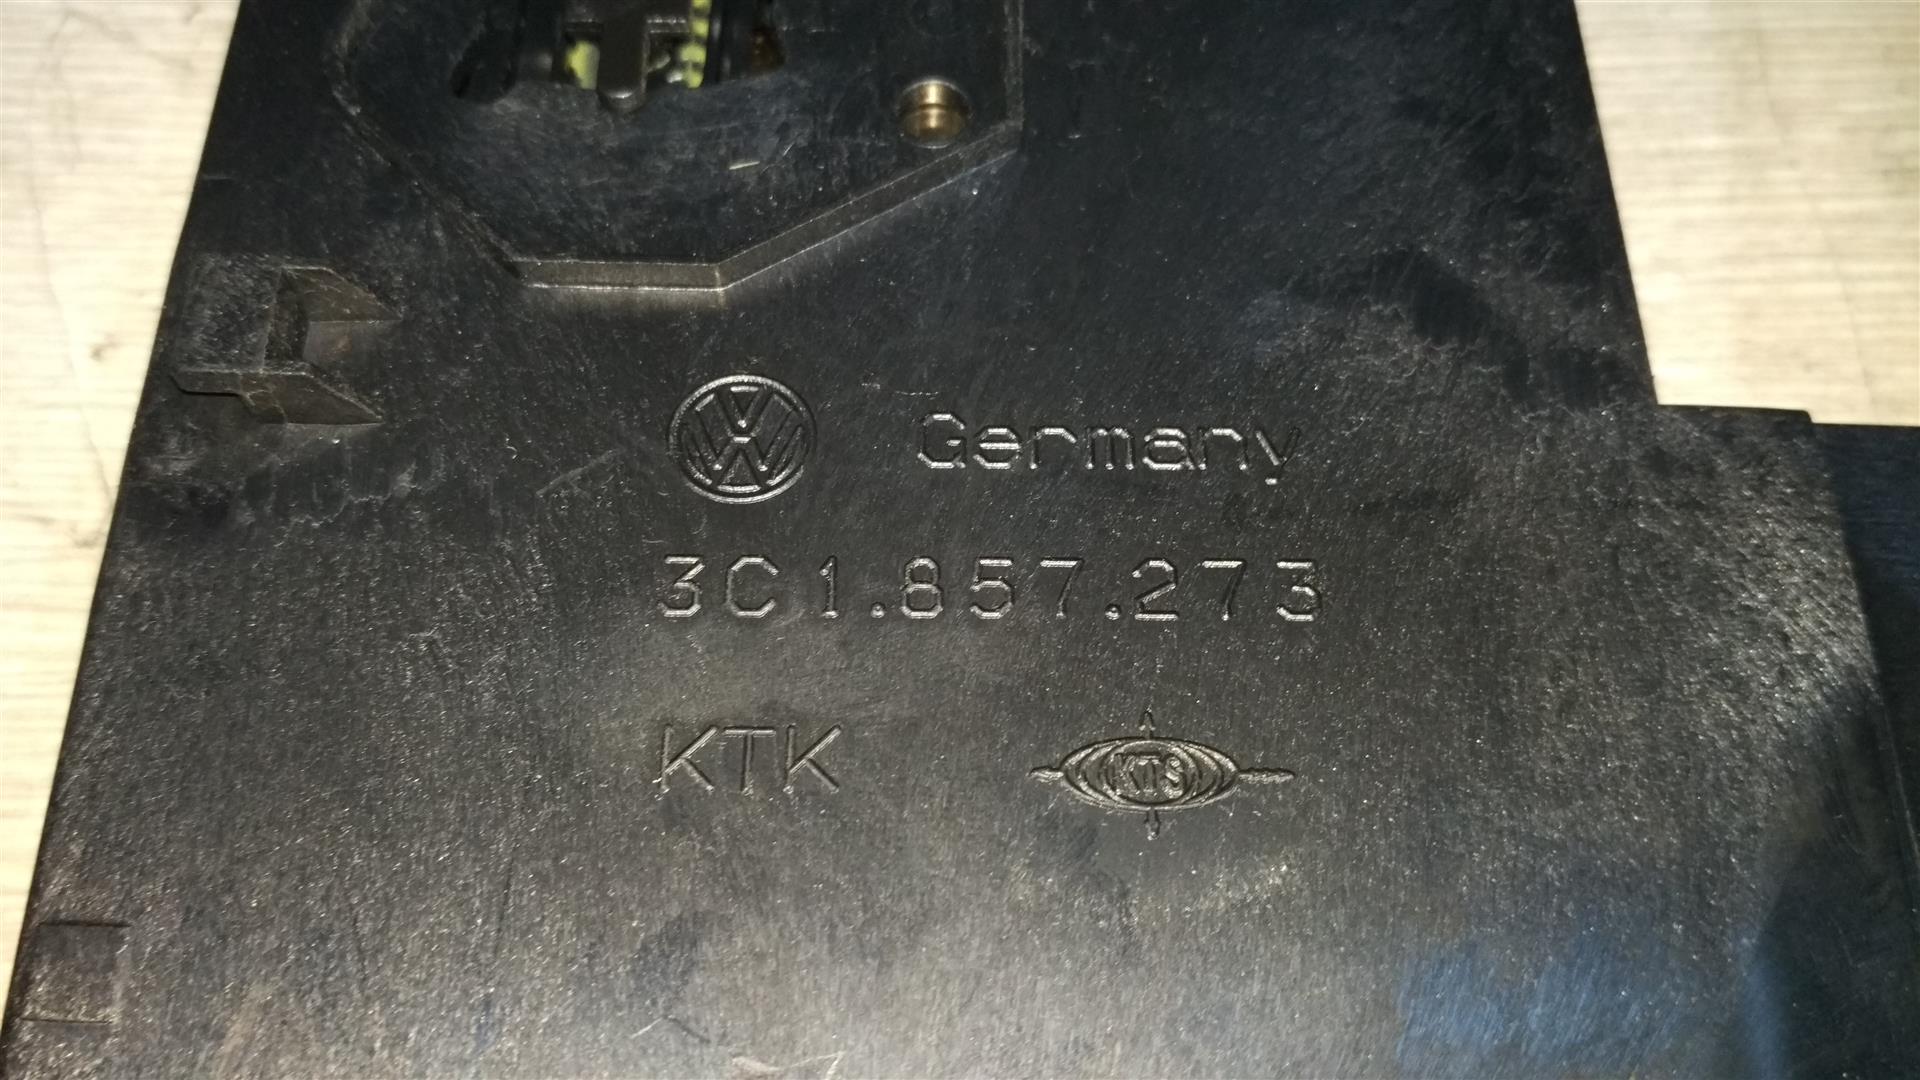 VW Germany
3C1.857.273
KTK KTS